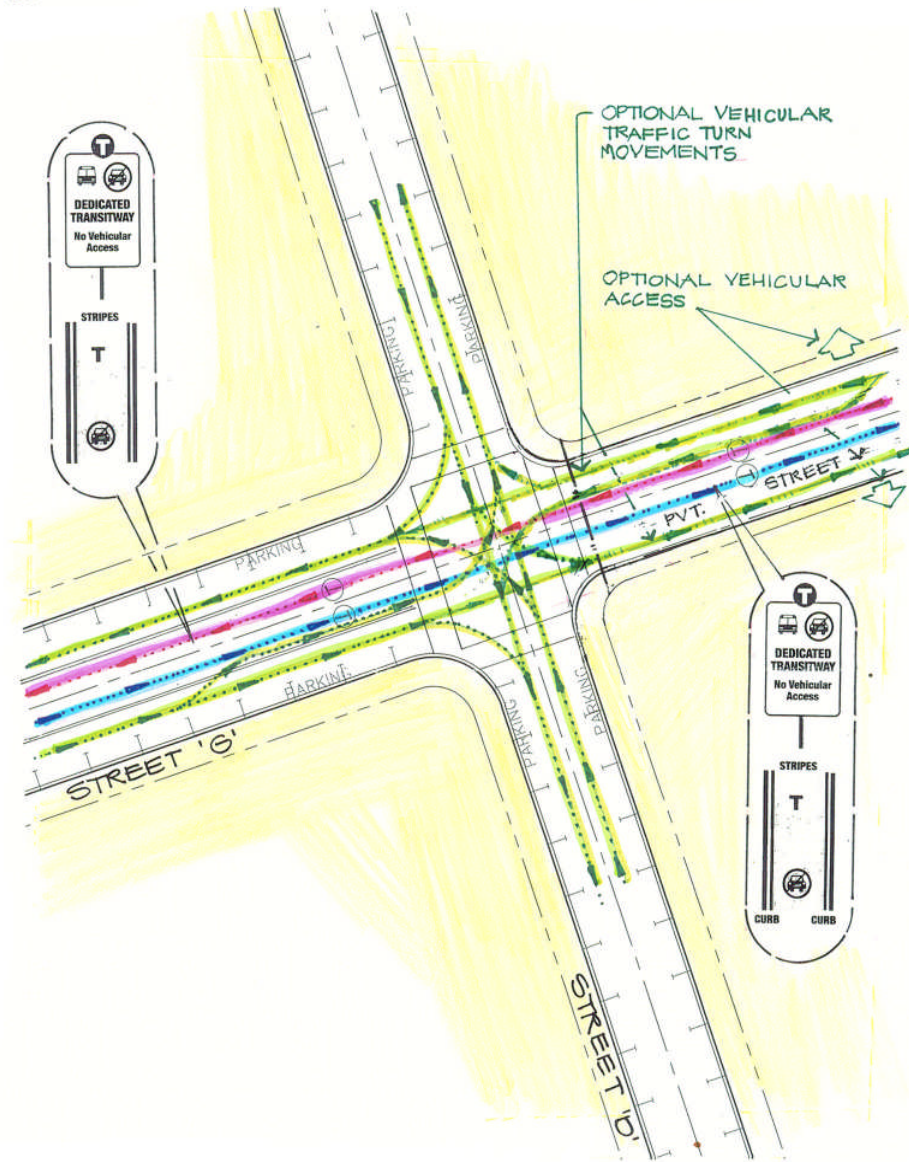 OPTIONAL VEHICULAR
TRAFFIC TURN
MOVEMENTS
T
DEDICATED
TRANSITWAY
No Vehicular
Access
STRIPES
T
OPTIONAL VEHICULAR
ACCESS
PARKING
PARKING
PARKING
T
T
T
T
PVT.
STREET
PARKING
PARKING
PARKING
STREET 'G'
T
DEDICATED
TRANSITWAY
No Vehicular
Access
STRIPES
T
CURB
CURB
STREET 'D'